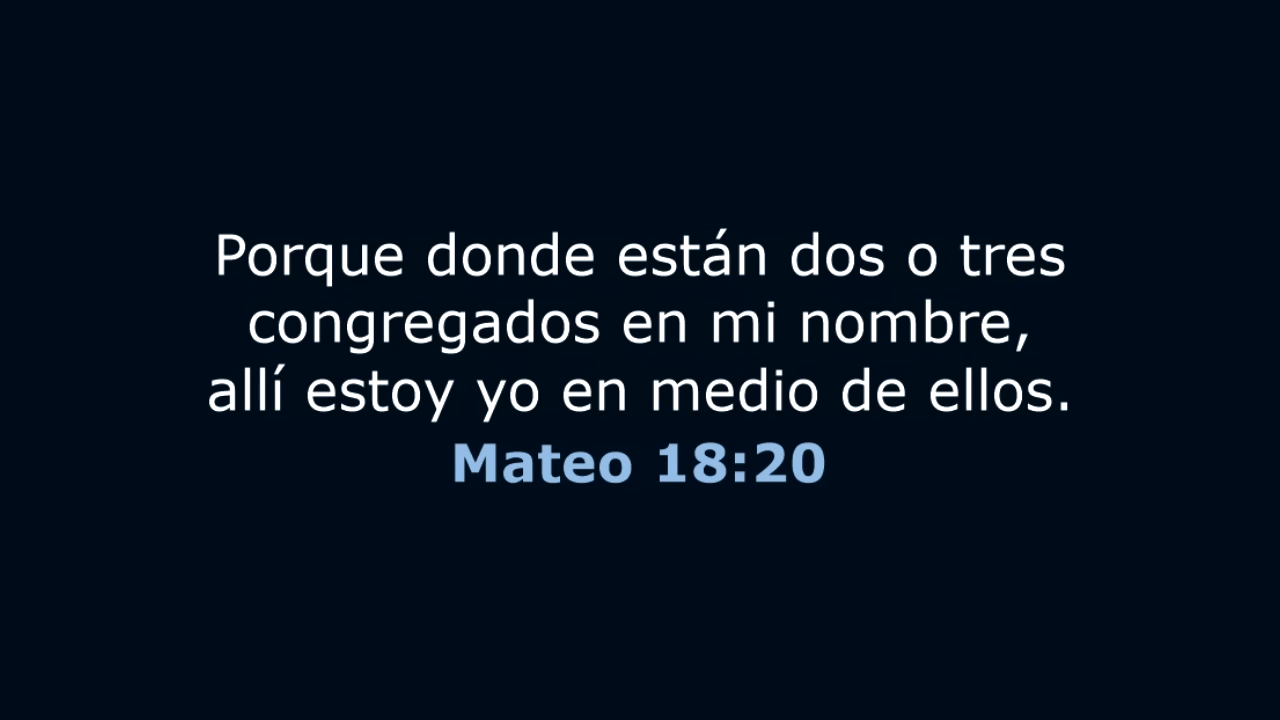 Porque donde están dos o tres
congregados en mi nombre,
allí estoy yo en medio de ellos.
Mateo 18:20